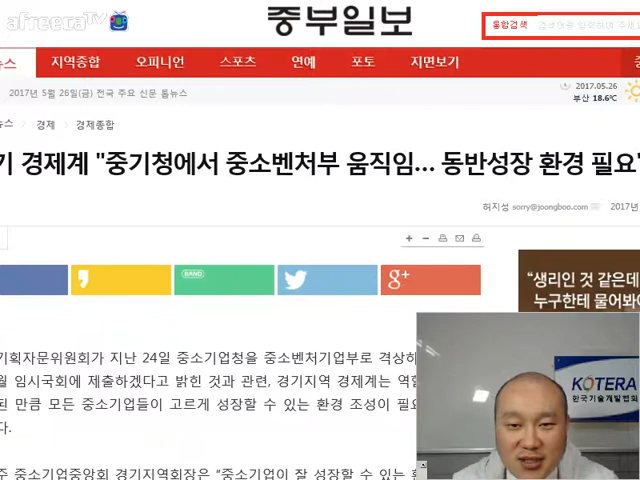 afreecaTV
중부일보
통합검색
뉴스 지역종합 오피니언 스포츠 연예 포토 지면보기
2017년 5월 26일(금) 전국 주요 신문 톱뉴스
2017.05.26
부산 18.6℃
뉴스 > 경제 > 경제종합
기 경제계 "중기청에서 중소벤처부 움직임... 동반성장 환경 필요"
허지성 sorry@joongboo.com 2017년
BAND
g+
"생리인 것 같은데
누구한테 물어봐야
기획자문위원회가 지난 24일 중소기업청을 중소벤처기업부로 격상하
월 임시국회에 제출하겠다고 밝힌 것과 관련, 경기지역 경제계는 역할
된 만큼 모든 중소기업들이 고르게 성장할 수 있는 환경 조성이 필요
다.
KOTERA
한국기술개발협회
주 중소기업중앙회 경기지역회장은 "중소기업이 잘 성장할 수 있는 환